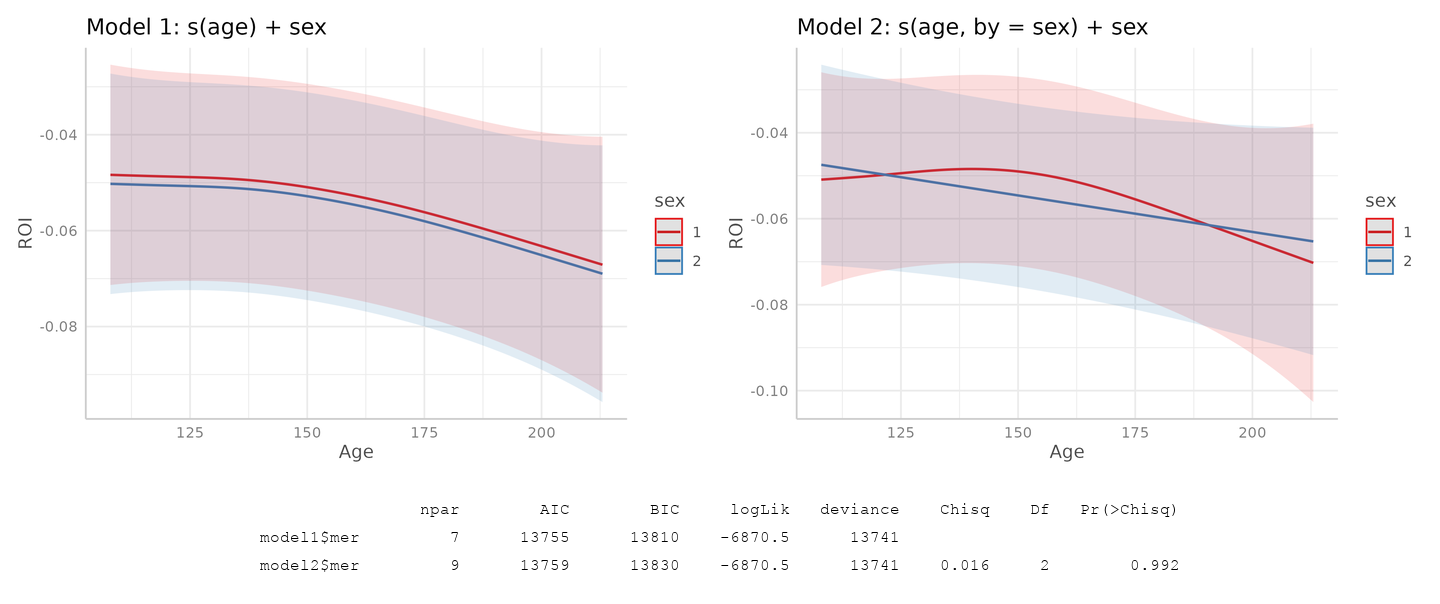 Model 1: s(age) + sex
-0.04
-0.06
-0.08
ROI
125 150 175 200
Age
sex
1
2
Model 2: s(age, by = sex) + sex
-0.04
-0.06
-0.08
-0.10
ROI
125 150 175 200
Age
sex
1
2
npar AIC BIC logLik deviance Chisq Df Pr(>Chisq)
model1$mer 7 13755 13810 -6870.5 13741
model2$mer 9 13759 13830 -6870.5 13741 0.016 2 0.992